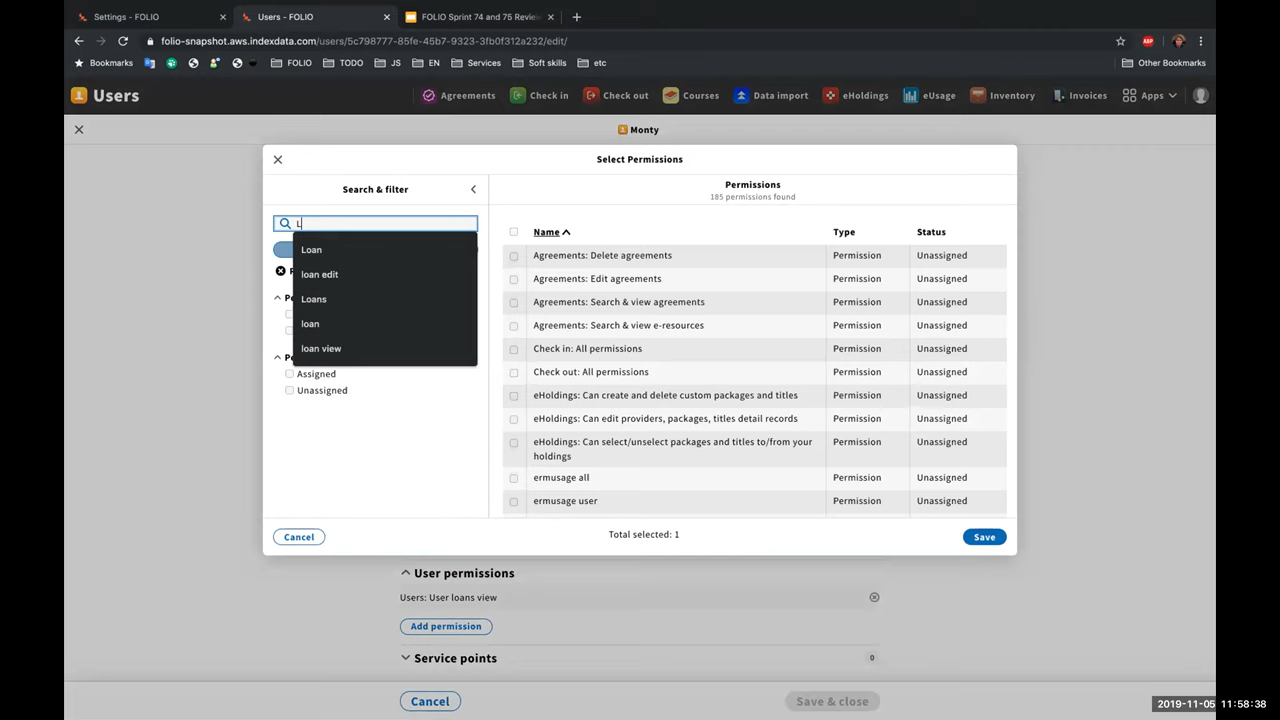 Settings - FOLIO
Users - FOLIO
FOLIO Sprint 74 and 75 Review
folio-snapshot.aws.indexdata.com/users/5c798777-85fe-45b7-9323-3fb0f312a232/edit/
ABP
Bookmarks
FOLIO
TODO
JS
EN
Services
Soft skills
etc
Other Bookmarks
Users
Agreements
Check in
Check out
Courses
Data import
eHoldings
eUsage
Inventory
Invoices
Apps
Monty
Select Permissions
Search & filter
Permissions
185 permissions found
L
Loan
loan edit
Loans
loan
loan view
Assigned
Unassigned
Name Type Status
Agreements: Delete agreements Permission Unassigned
Agreements: Edit agreements Permission Unassigned
Agreements: Search & view agreements Permission Unassigned
Agreements: Search & view e-resources Permission Unassigned
Check in: All permissions Permission Unassigned
Check out: All permissions Permission Unassigned
eHoldings: Can create and delete custom packages and titles Permission Unassigned
eHoldings: Can edit providers, packages, titles detail records Permission Unassigned
eHoldings: Can select/unselect packages and titles to/from your Permission Unassigned
holdings
ermusage all Permission Unassigned
ermusage user Permission Unassigned
Cancel
Total selected: 1
Save
User permissions
Users: User loans view
Add permission
Service points
0
Cancel
Save & close
2019-11-05 11:58:38